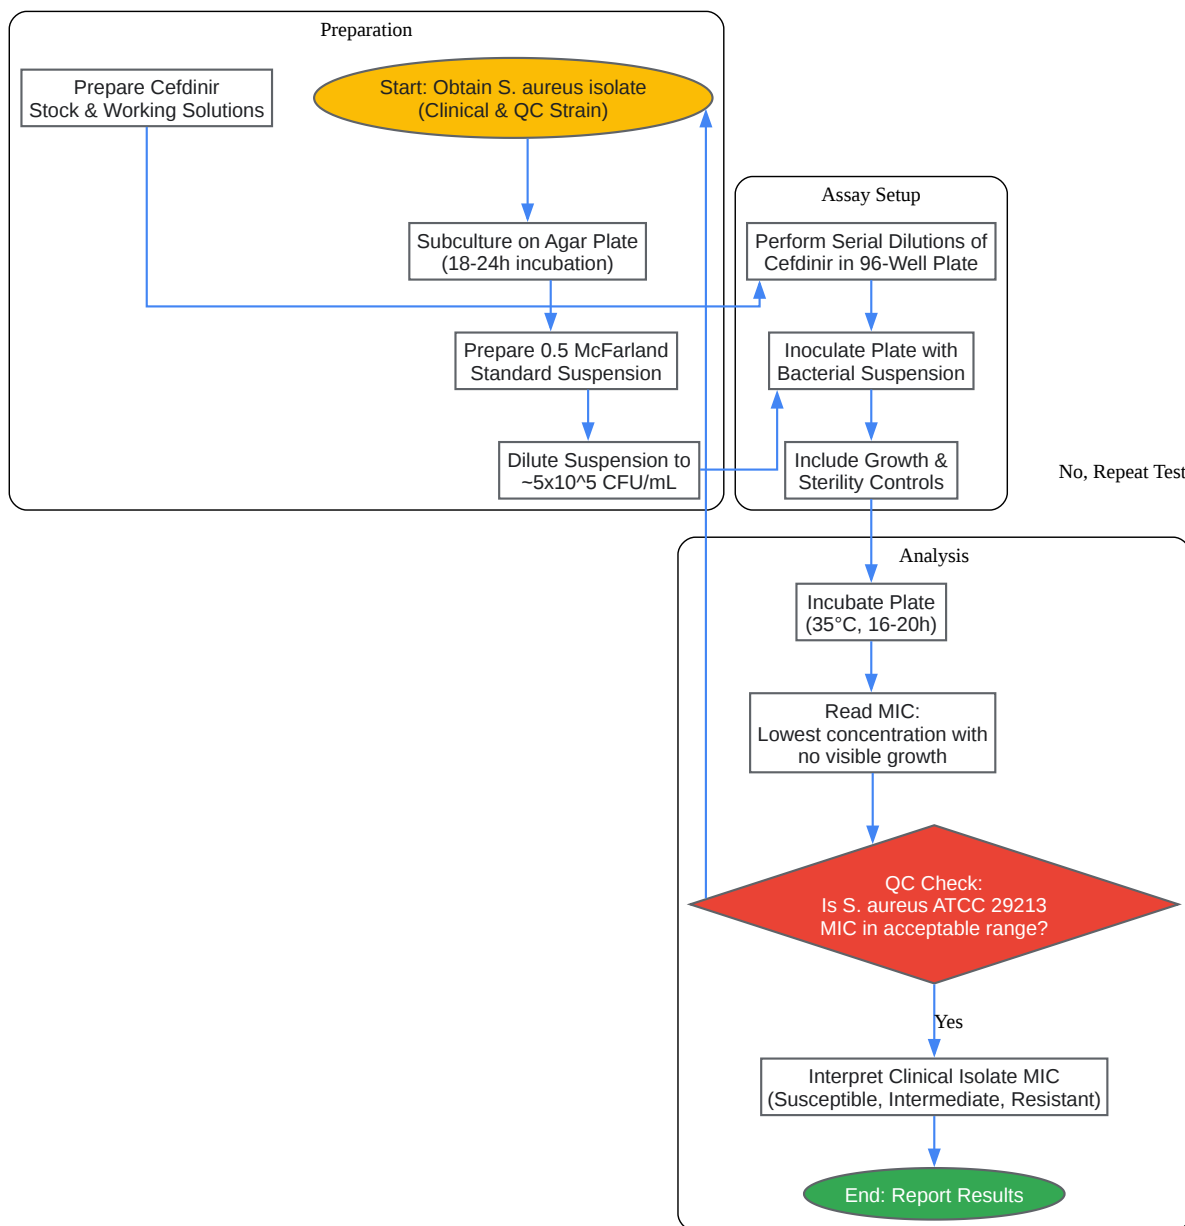 Preparation
Prepare Cefdinir
Stock & Working Solutions
Start: Obtain S. aureus isolate
(Clinical & QC Strain)
Subculture on Agar Plate
(18-24h incubation)
Prepare 0.5 McFarland
Standard Suspension
Dilute Suspension to
~5x10^5 CFU/mL
Assay Setup
Perform Serial Dilutions of
Cefdinir in 96-Well Plate
Inoculate Plate with
Bacterial Suspension
Include Growth &
Sterility Controls
No, Repeat Test
Analysis
Incubate Plate
(35°C, 16-20h)
Read MIC:
Lowest concentration with
no visible growth
QC Check:
Is S. aureus ATCC 29213
MIC in acceptable range?
Yes
Interpret Clinical Isolate MIC
(Susceptible, Intermediate, Resistant)
End: Report Results